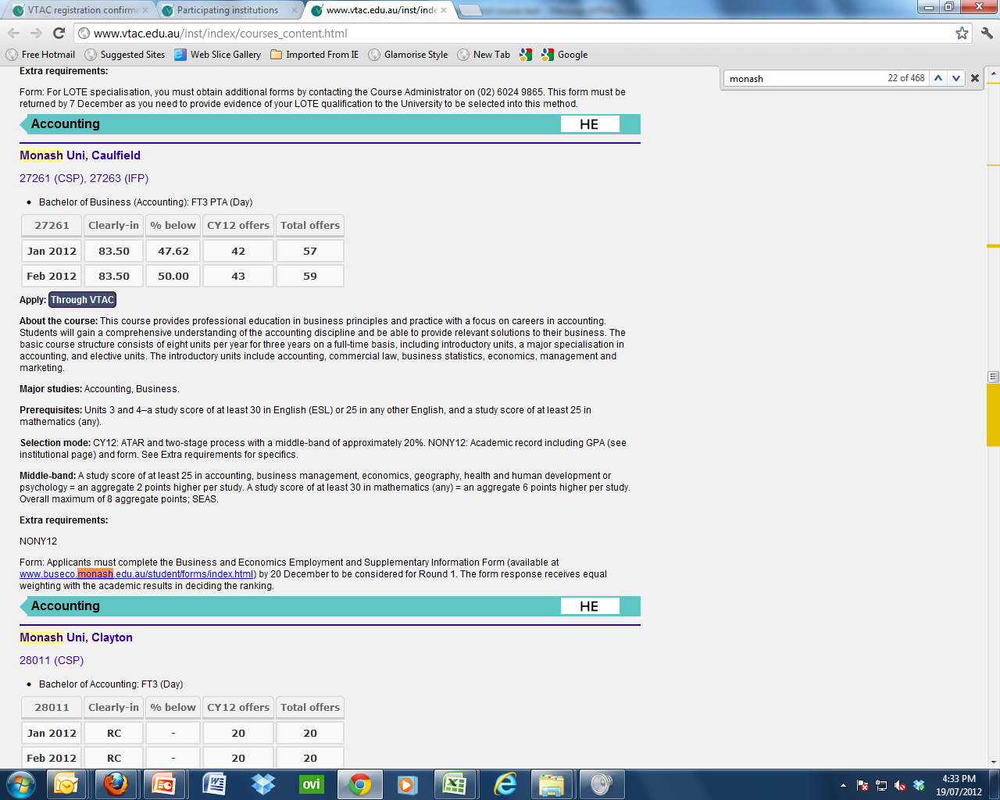 VTAC registration confirma
Participating institutions
www.vtac.edu.au/inst/inde
www.vtac.edu.au/inst/index/courses_content.html
Free Hotmail Suggested Sites Web Slice Gallery Imported From IE Glamorise Style New Tab Google
monash 22 of 468
Extra requirements:
Form: For LOTE specialisation, you must obtain additional forms by contacting the Course Administrator on (02) 6024 9865. This form must be
returned by 7 December as you need to provide evidence of your LOTE qualification to the University to be selected into this method.
Accounting HE
Monash Uni, Caulfield
27261 (CSP), 27263 (IFP)
• Bachelor of Business (Accounting): FT3 PTA (Day)
27261 Clearly-in % below CY12 offers Total offers
Jan 2012 83.50 47.62 42 57
Feb 2012 83.50 50.00 43 59
Apply: Through VTAC
About the course: This course provides professional education in business principles and practice with a focus on careers in accounting.
Students will gain a comprehensive understanding of the accounting discipline and be able to provide relevant solutions to their business. The
basic course structure consists of eight units per year for three years on a full-time basis, including introductory units, a major specialisation in
accounting, and elective units. The introductory units include accounting, commercial law, business statistics, economics, management and
marketing.
Major studies: Accounting, Business.
Prerequisites: Units 3 and 4–a study score of at least 30 in English (ESL) or 25 in any other English, and a study score of at least 25 in
mathematics (any).
Selection mode: CY12: ATAR and two-stage process with a middle-band of approximately 20%. NONY12: Academic record including GPA (see
institutional page) and form. See Extra requirements for specifics.
Middle-band: A study score of at least 25 in accounting, business management, economics, geography, health and human development or
psychology = an aggregate 2 points higher per study. A study score of at least 30 in mathematics (any) = an aggregate 6 points higher per study.
Overall maximum of 8 aggregate points; SEAS.
Extra requirements:
NONY12
Form: Applicants must complete the Business and Economics Employment and Supplementary Information Form (available at
www.buseco.monash.edu.au/student/forms/index.html) by 20 December to be considered for Round 1. The form response receives equal
weighting with the academic results in deciding the ranking.
Accounting HE
Monash Uni, Clayton
28011 (CSP)
• Bachelor of Accounting: FT3 (Day)
28011 Clearly-in % below CY12 offers Total offers
Jan 2012 RC - 20 20
Feb 2012 RC - 20 20
ovi
4:33 PM
19/07/2012